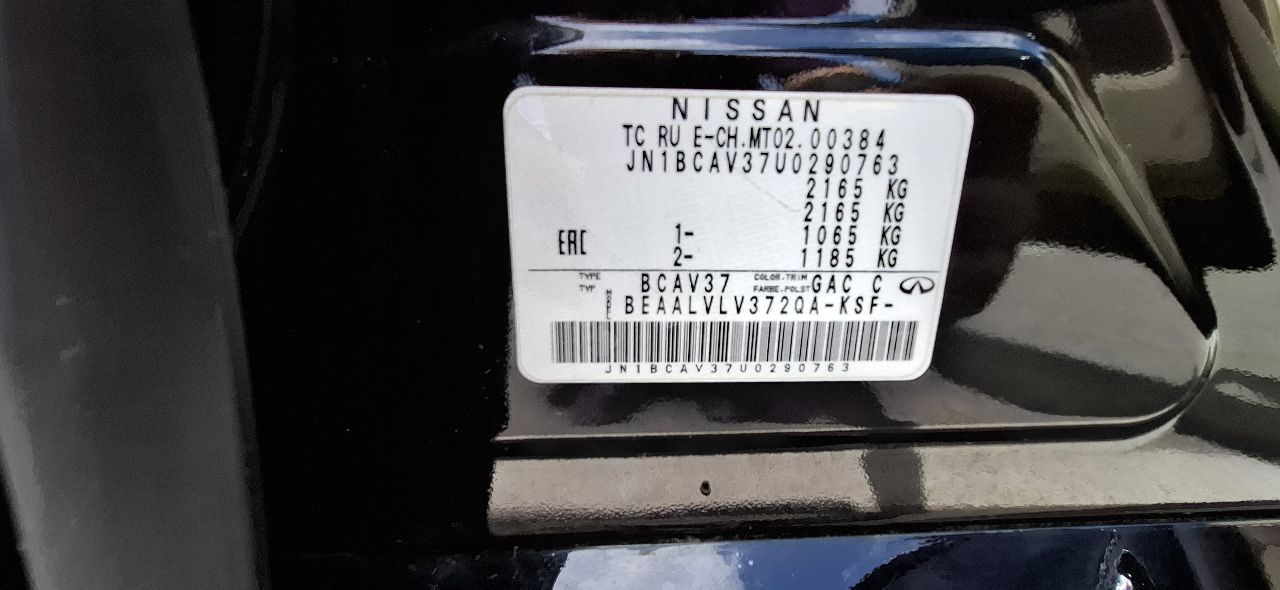 NISSAN
TC RU E-CH.MT02.00384
JN1BCAV37U0290763
2165 KG
2165 KG
1- 1065 KG
EAC 2- 1185 KG
TYPE TYP BCAV37 COLOR.TRIM FARBE.POLST GAC C
MODEL BEAALVLV372QA-KSF-
JN1BCAV37U0290763